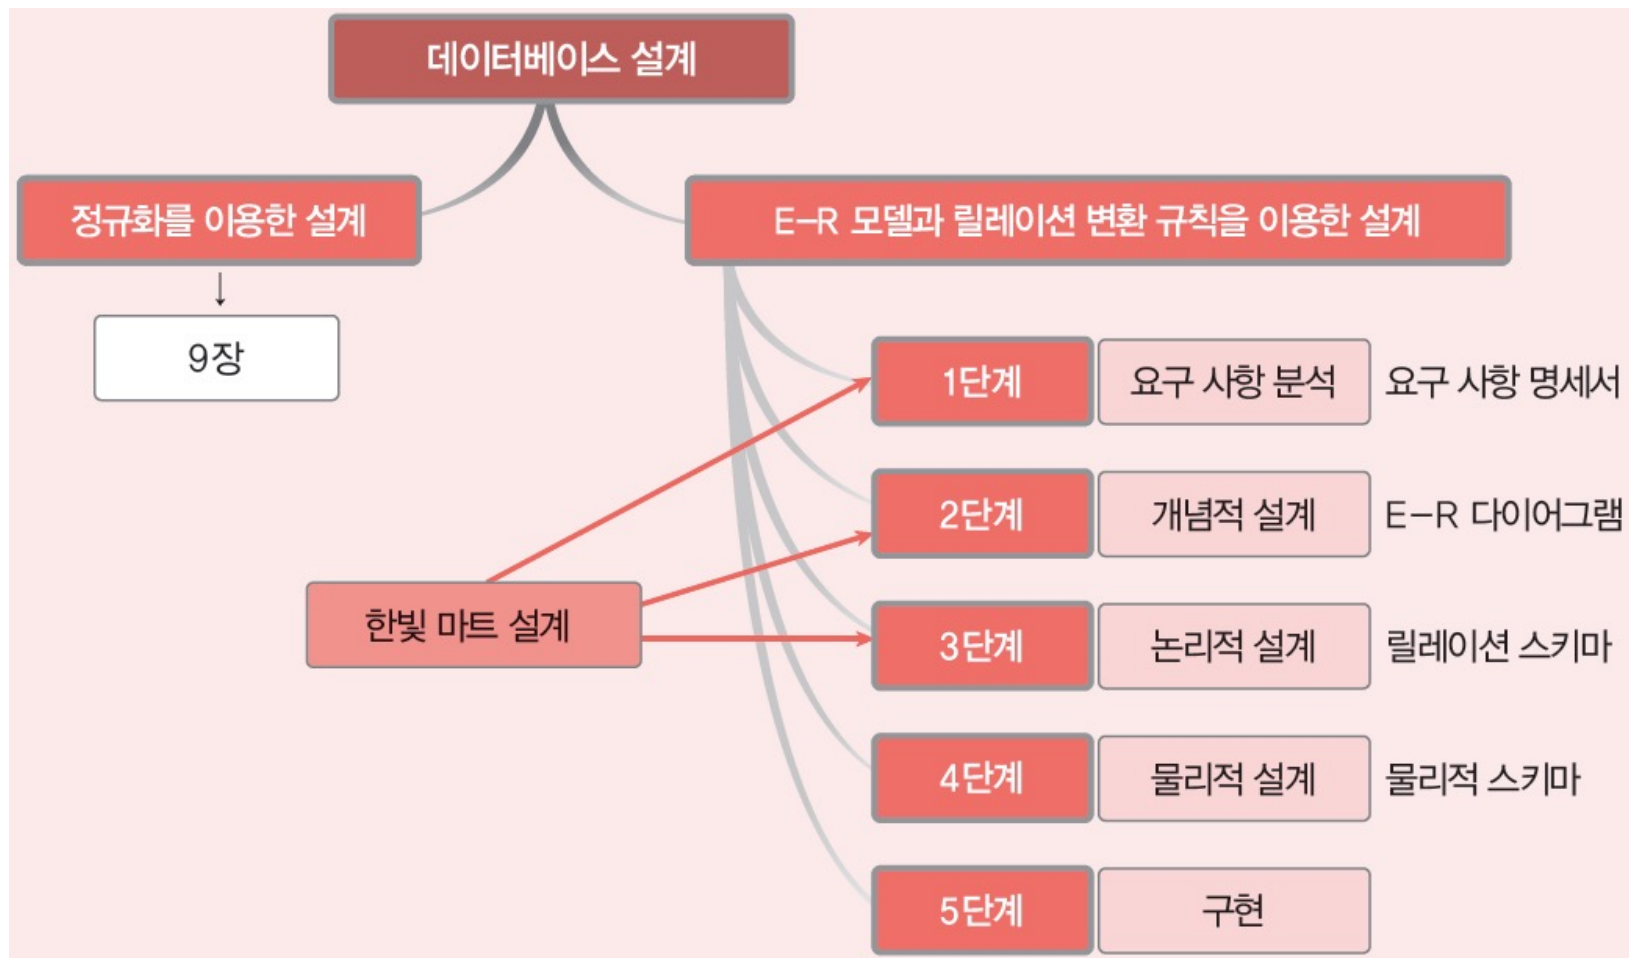 데이터베이스 설계
정규화를 이용한 설계
E-R 모델과 릴레이션 변환 규칙을 이용한 설계
9장
1단계 요구 사항 분석 요구 사항 명세서
2단계 개념적 설계 E-R 다이어그램
한빛 마트 설계
3단계 논리적 설계 릴레이션 스키마
4단계 물리적 설계 물리적 스키마
5단계 구현